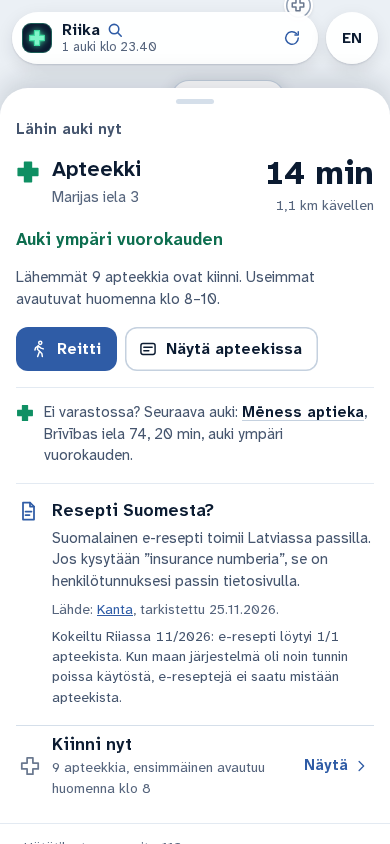 Riika
1 auki klo 23.40
EN
Lähin auki nyt
Apteekki
14 min
Marijas iela 3
1,1 km kävellen
Auki ympäri vuorokauden
Lähemmät 9 apteekkia ovat kiinni. Useimmat
avautuvat huomenna klo 8–10.
Reitti
Näytä apteekissa
Ei varastossa? Seuraava auki: Mēness aptieka,
Brīvības iela 74, 20 min, auki ympäri
vuorokauden.
Resepti Suomesta?
Suomalainen e-resepti toimii Latviassa passilla.
Jos kysytään ”insurance numberia”, se on
henkilötunnuksesi passin tietosivulla.
Lähde: Kanta, tarkistettu 25.11.2026.
Kokeiltu Riiassa 11/2026: e-resepti löytyi 1/1
apteekista. Kun maan järjestelmä oli noin tunnin
poissa käytöstä, e-reseptejä ei saatu mistään
apteekista.
Kiinni nyt
9 apteekkia, ensimmäinen avautuu
huomenna klo 8
Näytä